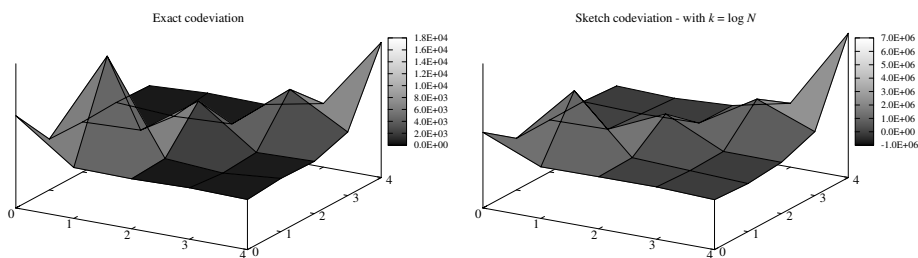 Exact codeviation
1.8E+04
1.6E+04
1.4E+04
1.2E+04
1.0E+04
8.0E+03
6.0E+03
4.0E+03
2.0E+03
0.0E+00
0
1
2
3
4
0
1
2
3
4
Sketch codeviation - with k = log N
7.0E+06
6.0E+06
5.0E+06
4.0E+06
3.0E+06
2.0E+06
1.0E+06
0.0E+00
-1.0E+06
0
1
2
3
4
0
1
2
3
4